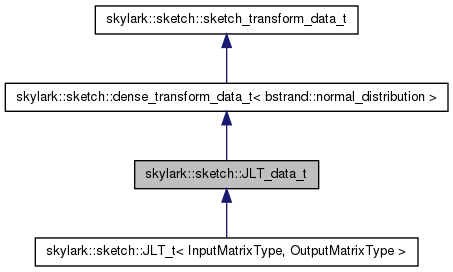 skylark::sketch::sketch_transform_data_t
skylark::sketch::dense_transform_data_t< bstrand::normal_distribution >
skylark::sketch::JLT_data_t
skylark::sketch::JLT_t< InputMatrixType, OutputMatrixType >